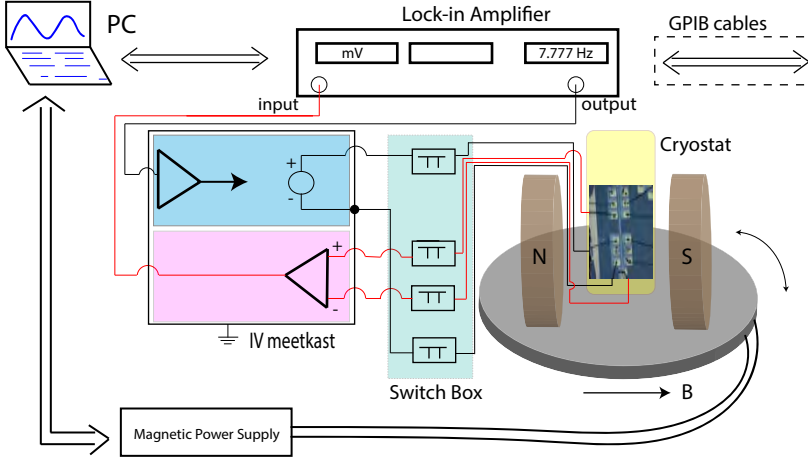 Lock-in Amplifier
PC
GPIB cables
mV
7.777 Hz
input
output
Cryostat
+
-
N
S
+
-
IV meetkast
Switch Box
B
Magnetic Power Supply